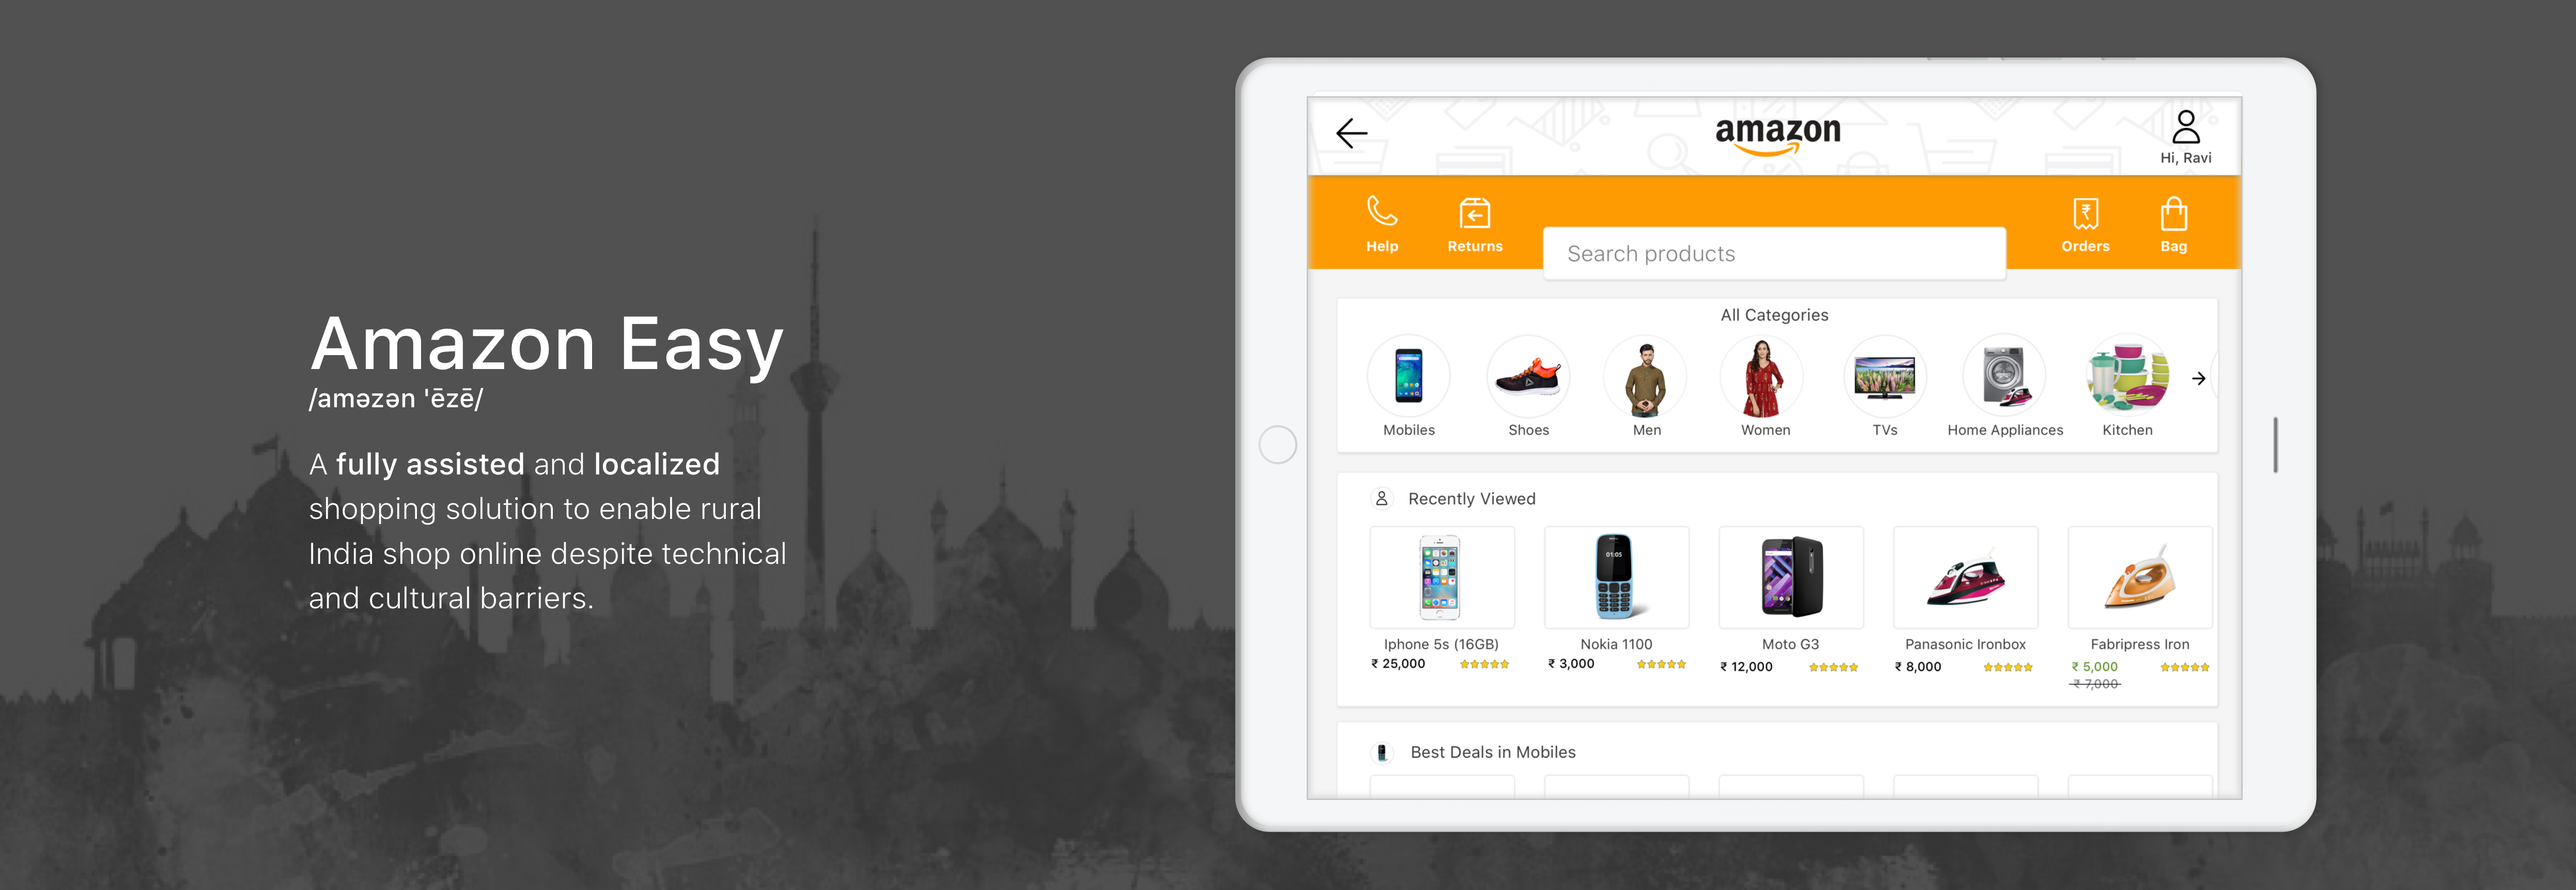 Amazon Easy
/aməzən 'ēzē/
A fully assisted and localized
shopping solution to enable rural
India shop online despite technical
and cultural barriers.
amazon
Hi, Ravi
Help
Returns
Search products
Orders
Bag
All Categories
Mobiles
Shoes
Men
Women
TVs
Home Appliances
Kitchen
Recently Viewed
01:05
Iphone 5s (16GB)
₹ 25,000
Nokia 1100
₹ 3,000
Moto G3
₹ 12,000
Panasonic Ironbox
₹ 8,000
Fabripress Iron
₹ 5,000
₹ 7,000
Best Deals in Mobiles